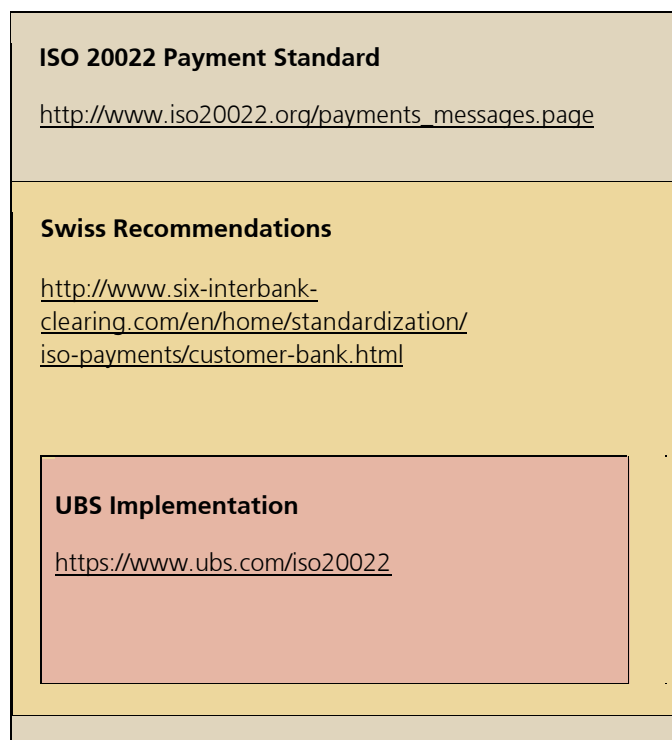 ISO 20022 Payment Standard
http://www.iso20022.org/payments_messages.page
Swiss Recommendations
http://www.six-interbank-
clearing.com/en/home/standardization/
iso-payments/customer-bank.html
UBS Implementation
https://www.ubs.com/iso20022